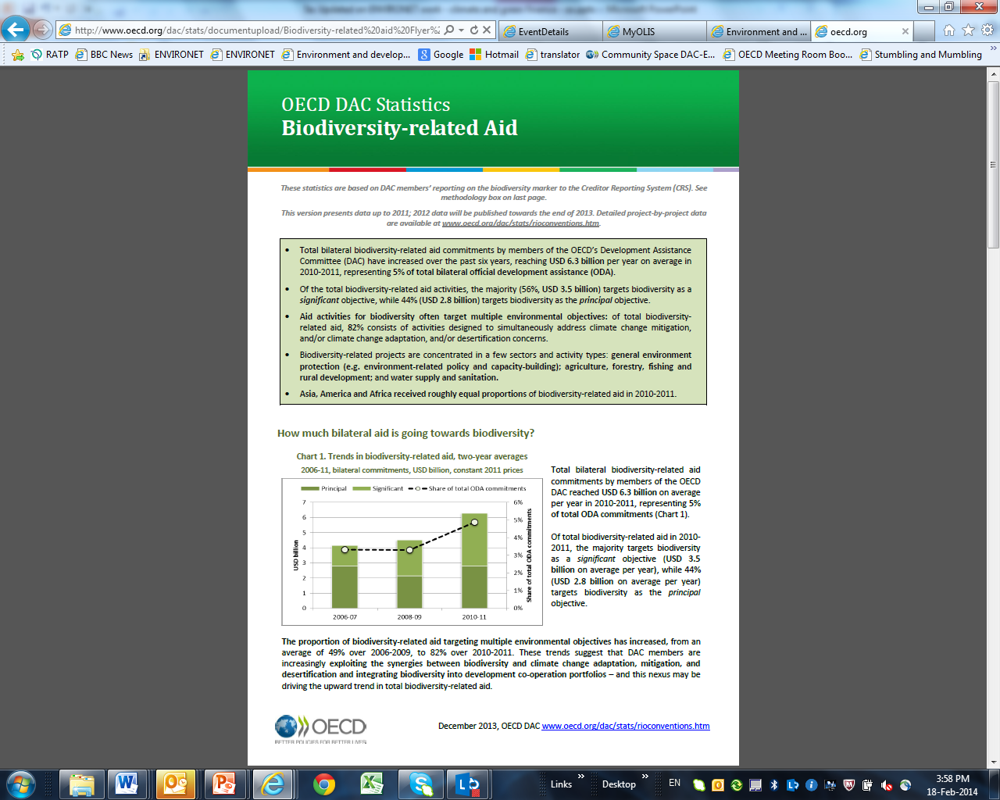 http://www.oecd.org/dac/stats/documentupload/Biodiversity-related%20aid%20Flyer%2
EventDetails
MyOLIS
Environment and ...
oecd.org
RATP
BBC News
ENVIRONET
ENVIRONET
Environment and develop...
Google
Hotmail
translator
Community Space DAC-E...
OECD Meeting Room Boo...
Stumbling and Mumbling
OECD DAC Statistics
Biodiversity-related Aid
These statistics are based on DAC members' reporting on the biodiversity marker to the Creditor Reporting System (CRS). See
methodology box on last page.
This version presents data up to 2011; 2012 data will be published towards the end of 2013. Detailed project-by-project data
are available at www.oecd.org/dac/stats/rioconventions.htm.
• Total bilateral biodiversity-related aid commitments by members of the OECD's Development Assistance
Committee (DAC) have increased over the past six years, reaching USD 6.3 billion per year on average in
2010-2011, representing 5% of total bilateral official development assistance (ODA).
• Of the total biodiversity-related aid activities, the majority (56%, USD 3.5 billion) targets biodiversity as a
significant objective, while 44% (USD 2.8 billion) targets biodiversity as the principal objective.
• Aid activities for biodiversity often target multiple environmental objectives: of total biodiversity-
related aid, 82% consists of activities designed to simultaneously address climate change mitigation,
and/or climate change adaptation, and/or desertification concerns.
• Biodiversity-related projects are concentrated in a few sectors and activity types: general environment
protection (e.g. environment-related policy and capacity-building); agriculture, forestry, fishing and
rural development; and water supply and sanitation.
• Asia, America and Africa received roughly equal proportions of biodiversity-related aid in 2010-2011.
How much bilateral aid is going towards biodiversity?
Chart 1. Trends in biodiversity-related aid, two-year averages
2006-11, bilateral commitments, USD billion, constant 2011 prices
Principal
Significant
Share of total ODA commitments
7
6
5
4
3
2
1
0
USD billion
6%
5%
4%
3%
2%
1%
0%
Share of total ODA commitments
2006-07
2008-09
2010-11
Total bilateral biodiversity-related aid
commitments by members of the OECD
DAC reached USD 6.3 billion on average
per year in 2010-2011, representing 5%
of total ODA commitments (Chart 1).
Of total biodiversity-related aid in 2010-
2011, the majority targets biodiversity
as a significant objective (USD 3.5
billion on average per year), while 44%
(USD 2.8 billion on average per year)
targets biodiversity as the principal
objective.
The proportion of biodiversity-related aid targeting multiple environmental objectives has increased, from an
average of 49% over 2006-2009, to 82% over 2010-2011. These trends suggest that DAC members are
increasingly exploiting the synergies between biodiversity and climate change adaptation, mitigation, and
desertification and integrating biodiversity into development co-operation portfolios – and this nexus may be
driving the upward trend in total biodiversity-related aid.
OECD
BETTER POLICIES FOR BETTER LIVES
December 2013, OECD DAC www.oecd.org/dac/stats/rioconventions.htm
Links
Desktop
EN
3:58 PM
18-Feb-2014